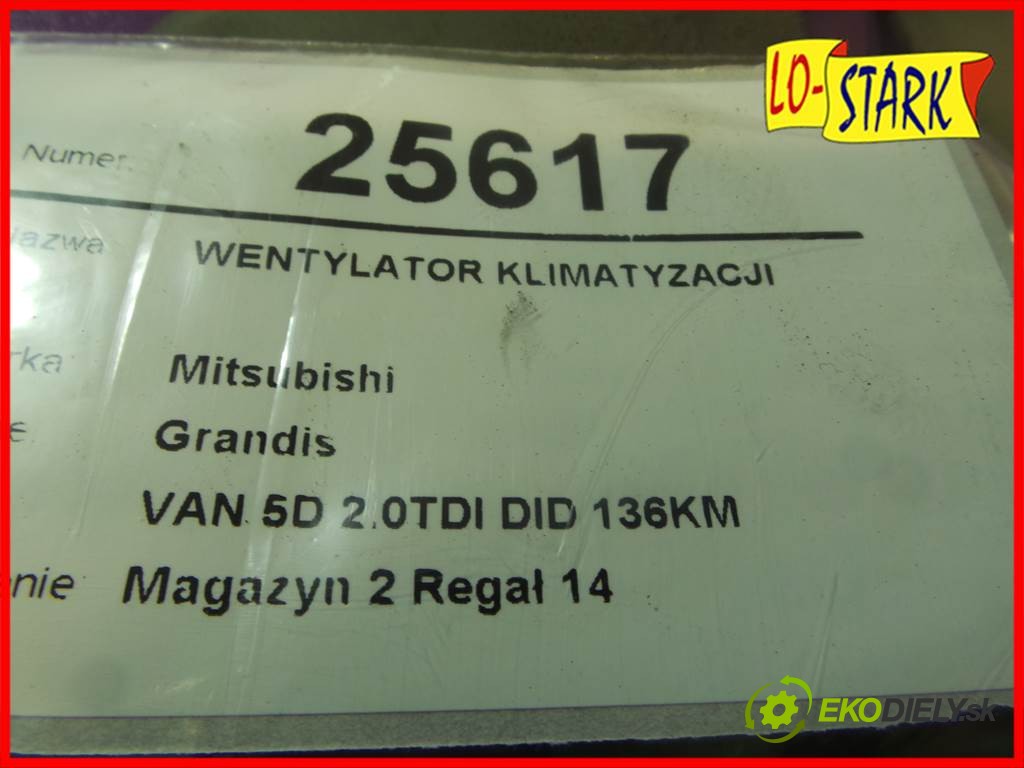 LO-STARK
Numer: 25617
WENTYLATOR KLIMATYZACJI
Mitsubishi
Grandis
VAN 5D 2.0TDI DID 136KM
Magazyn 2 Regał 14
EKODIELY.sk